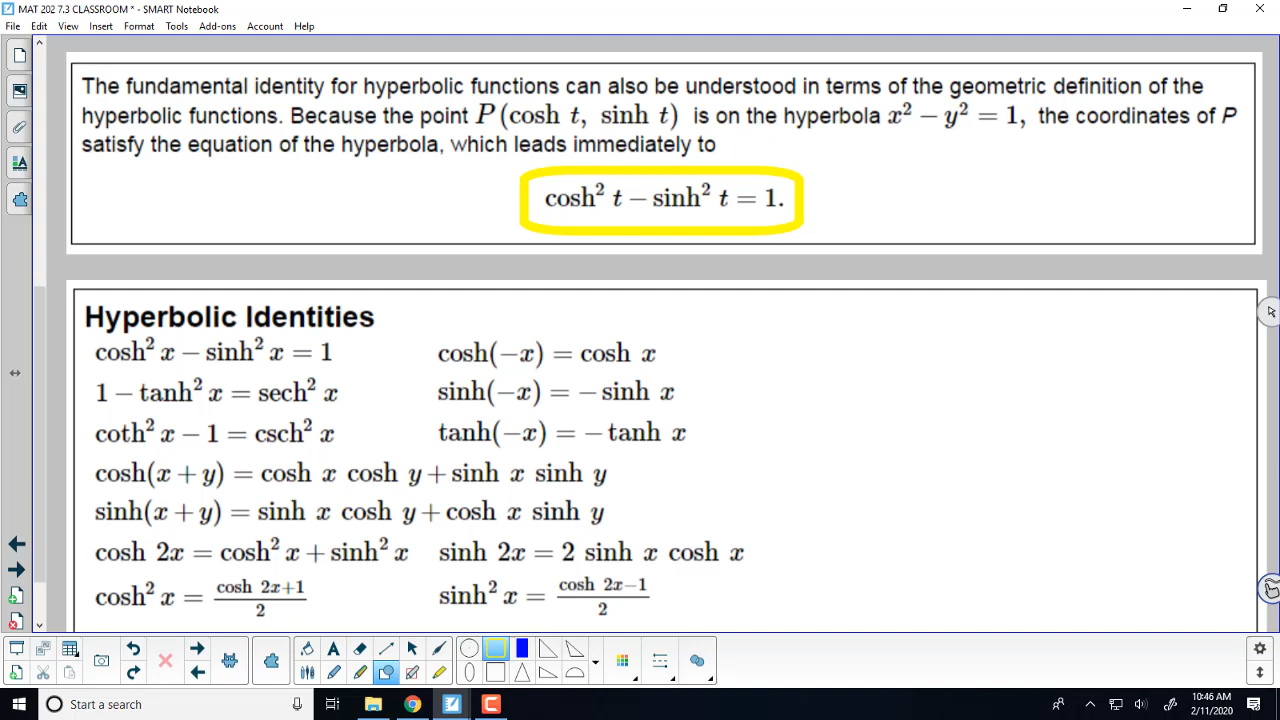 MAT 202 7.3 CLASSROOM * - SMART Notebook
File Edit View Insert Format Tools Add-ons Account Help
The fundamental identity for hyperbolic functions can also be understood in terms of the geometric definition of the
hyperbolic functions. Because the point P(cosh t, sinh t) is on the hyperbola x² − y² = 1, the coordinates of P
satisfy the equation of the hyperbola, which leads immediately to
cosh² t − sinh² t = 1.
Hyperbolic Identities
cosh² x − sinh² x = 1 cosh(−x) = cosh x
1 − tanh² x = sech² x sinh(−x) = − sinh x
coth² x − 1 = csch² x tanh(−x) = − tanh x
cosh(x + y) = cosh x cosh y + sinh x sinh y
sinh(x + y) = sinh x cosh y + cosh x sinh y
cosh 2x = cosh² x + sinh² x sinh 2x = 2 sinh x cosh x
cosh² x = (cosh 2x+1)/2 sinh² x = (cosh 2x−1)/2
Start a search
10:46 AM
2/11/2020